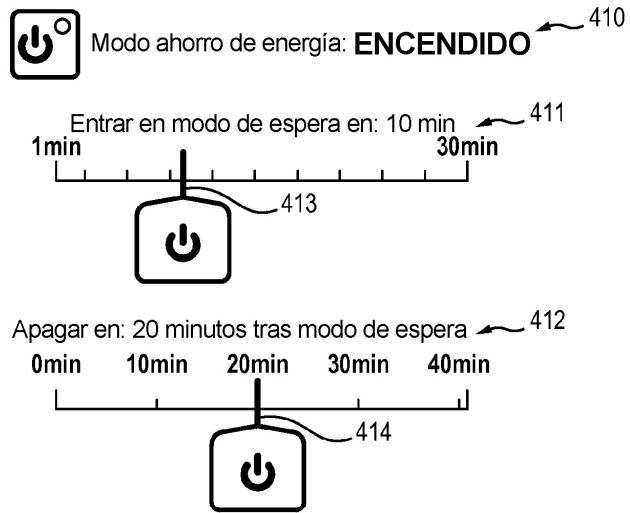 Modo ahorro de energía: ENCENDIDO 410
Entrar en modo de espera en: 10 min 411
1min 30min
413
Apagar en: 20 minutos tras modo de espera 412
0min 10min 20min 30min 40min
414